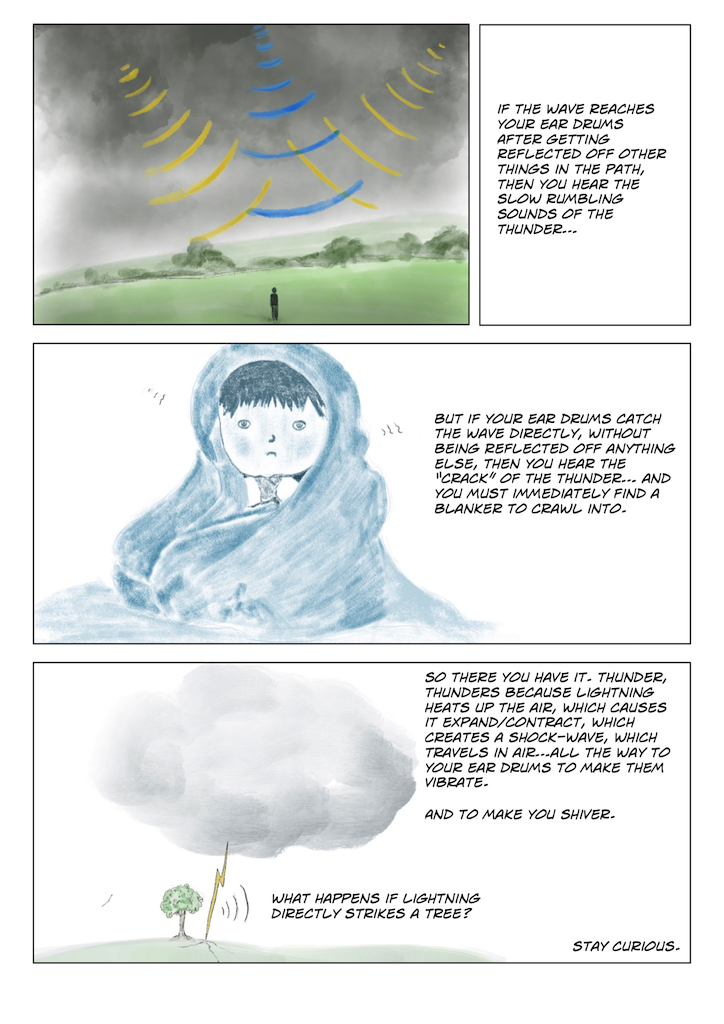 IF THE WAVE REACHES
YOUR EAR DRUMS
AFTER GETTING
REFLECTED OFF OTHER
THINGS IN THE PATH,
THEN YOU HEAR THE
SLOW RUMBLING
SOUNDS OF THE
THUNDER...
BUT IF YOUR EAR DRUMS CATCH
THE WAVE DIRECTLY, WITHOUT
BEING REFLECTED OFF ANYTHING
ELSE, THEN YOU HEAR THE
"CRACK" OF THE THUNDER... AND
YOU MUST IMMEDIATELY FIND A
BLANKER TO CRAWL INTO.
SO THERE YOU HAVE IT. THUNDER,
THUNDERS BECAUSE LIGHTNING
HEATS UP THE AIR, WHICH CAUSES
IT EXPAND/CONTRACT, WHICH
CREATES A SHOCK-WAVE, WHICH
TRAVELS IN AIR...ALL THE WAY TO
YOUR EAR DRUMS TO MAKE THEM
VIBRATE.
AND TO MAKE YOU SHIVER.
WHAT HAPPENS IF LIGHTNING
DIRECTLY STRIKES A TREE?
STAY CURIOUS.